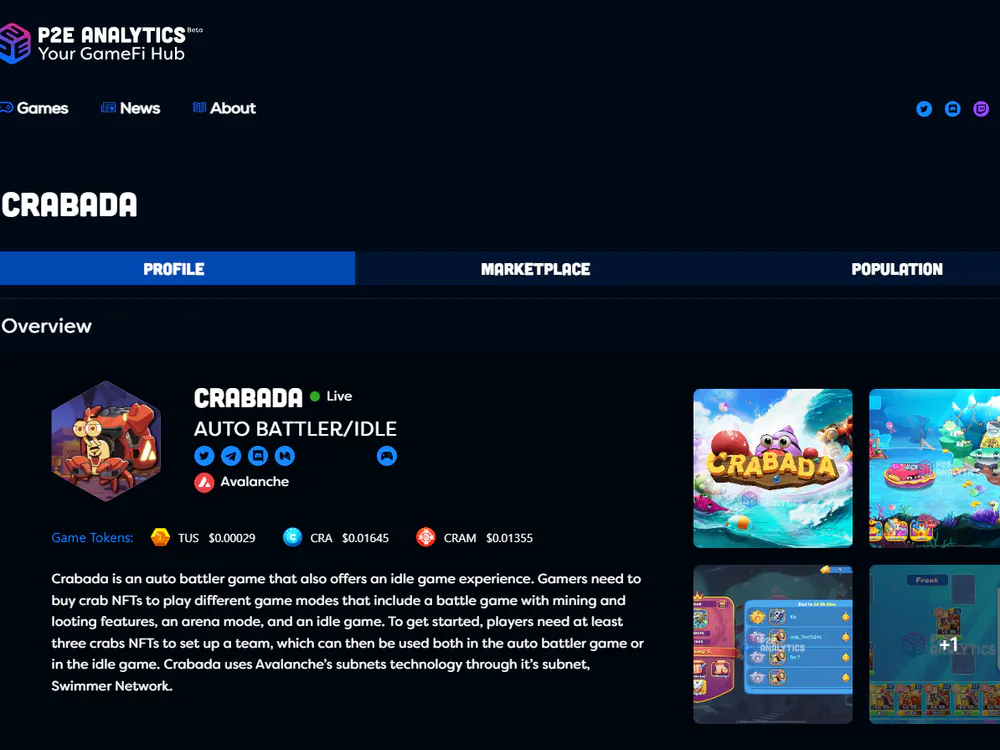 P2E ANALYTICS Beta
Your GameFi Hub
Games News About
CRABADA
PROFILE MARKETPLACE POPULATION
Overview
CRABADA Live
AUTO BATTLER/IDLE
Avalanche
Game Tokens: TUS $0.00029 CRA $0.01645 CRAM $0.01355
Crabada is an auto battler game that also offers an idle game experience. Gamers need to
buy crab NFTs to play different game modes that include a battle game with mining and
looting features, an arena mode, and an idle game. To get started, players need at least
three crabs NFTs to set up a team, which can then be used both in the auto battler game or
in the idle game. Crabada uses Avalanche's subnets technology through it's subnet,
Swimmer Network.
CRABADA
Front
+1